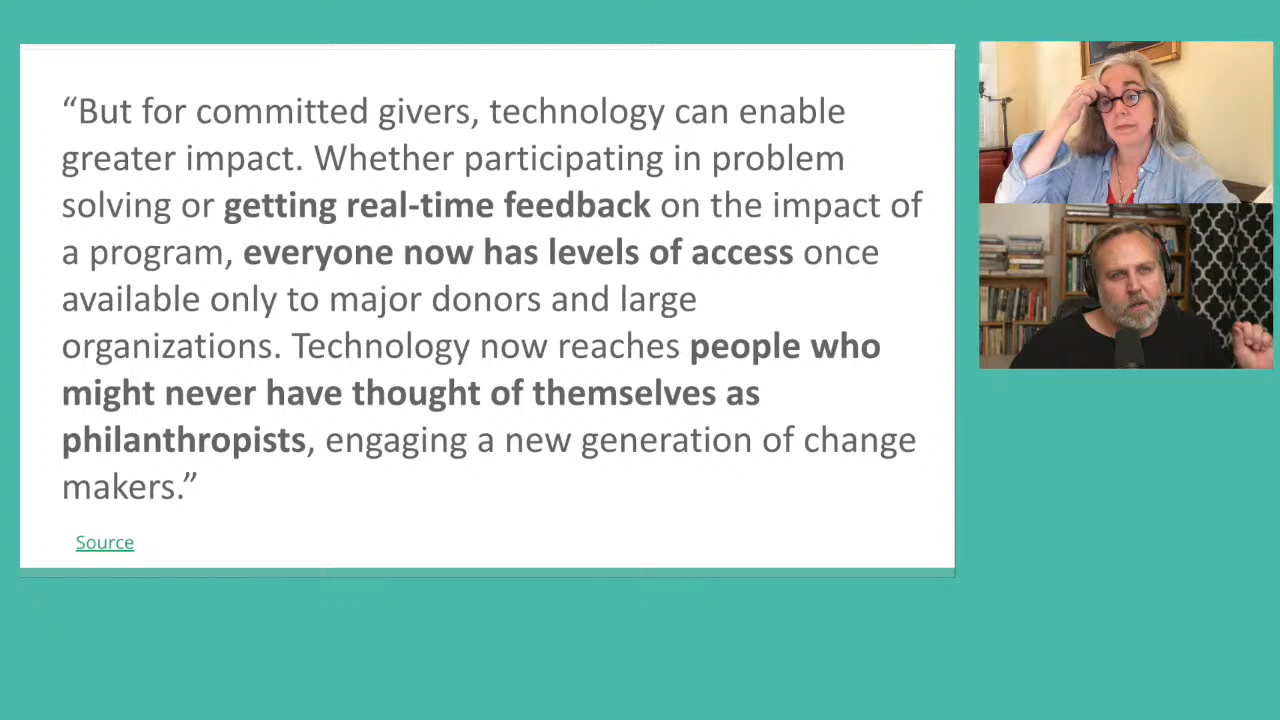 “But for committed givers, technology can enable
greater impact. Whether participating in problem
solving or getting real-time feedback on the impact of
a program, everyone now has levels of access once
available only to major donors and large
organizations. Technology now reaches people who
might never have thought of themselves as
philanthropists, engaging a new generation of change
makers.”
Source